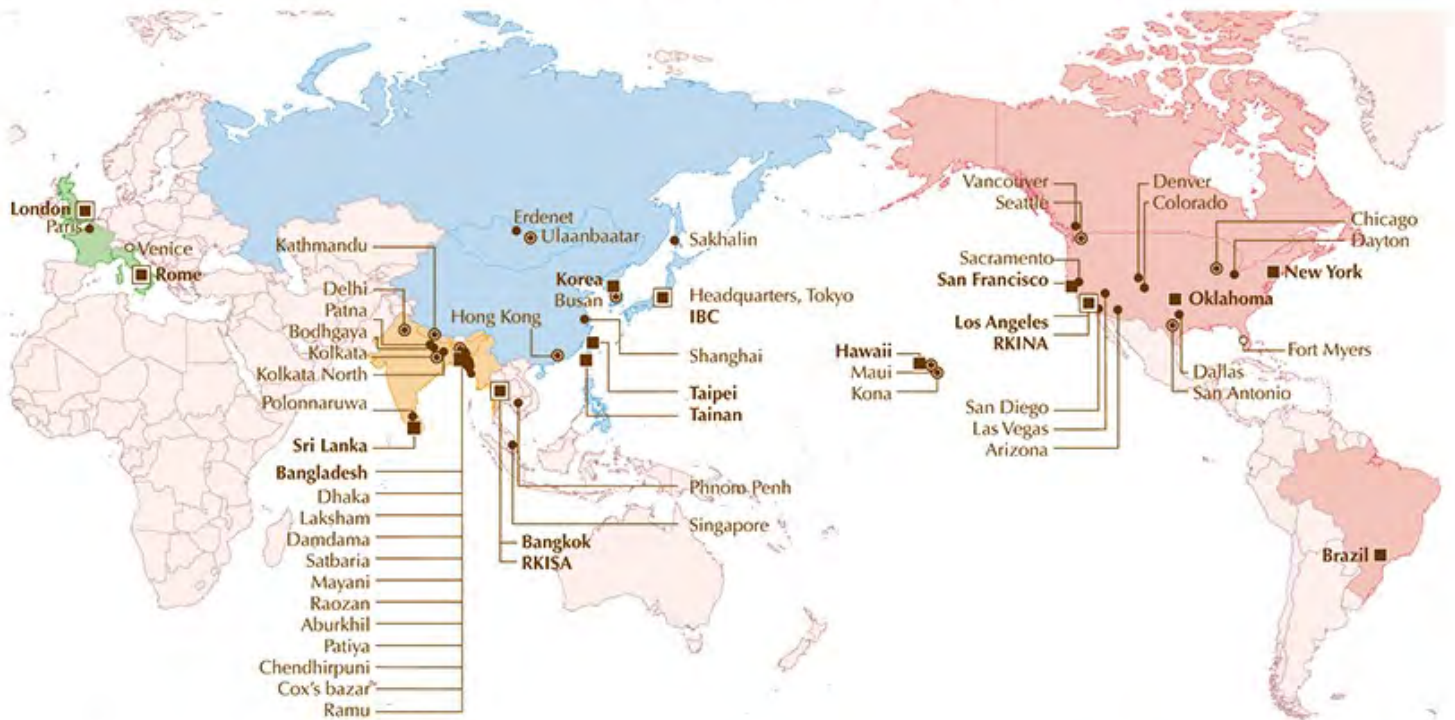 London
Paris
Venice
Rome
Kathmandu
Delhi
Patna
Bodhgaya
Kolkata
Kolkata North
Polonnaruwa
Sri Lanka
Bangladesh
Dhaka
Laksham
Damdama
Satbaria
Mayani
Raozan
Aburkhil
Patiya
Chendhirpuni
Cox's bazar
Ramu
Erdenet
Ulaanbaatar
Sakhalin
Korea
Busan
Headquarters, Tokyo
IBC
Hong Kong
Shanghai
Taipei
Tainan
Phnom Penh
Singapore
Bangkok
RKISA
Hawaii
Maui
Kona
Vancouver
Seattle
Sacramento
San Francisco
Los Angeles
RKINA
San Diego
Las Vegas
Arizona
Denver
Colorado
Chicago
Dayton
New York
Oklahoma
Fort Myers
Dallas
San Antonio
Brazil